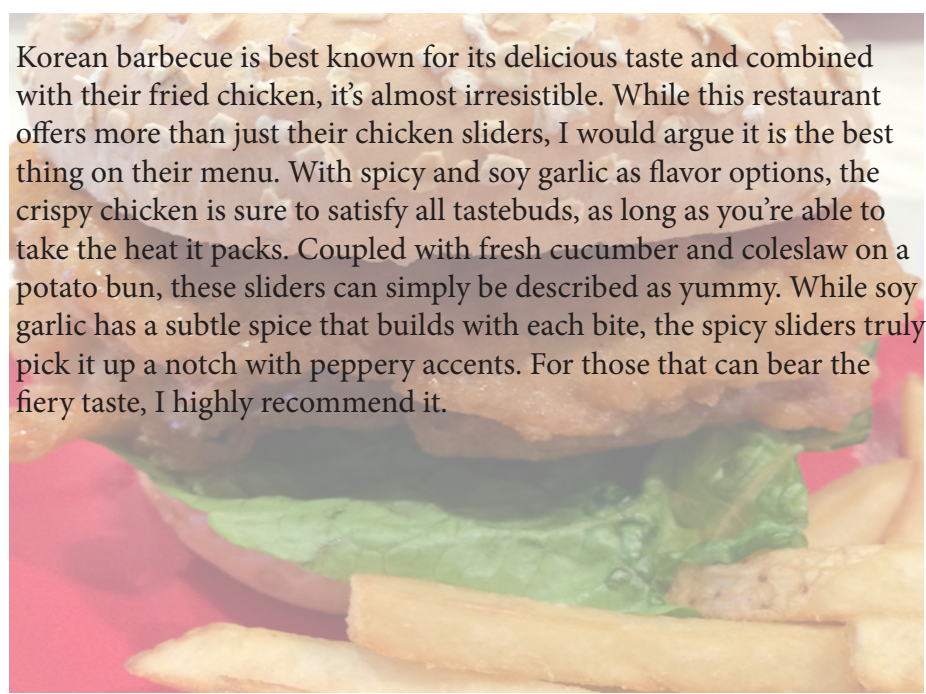 Korean barbecue is best known for its delicious taste and combined
with their fried chicken, it’s almost irresistible. While this restaurant
offers more than just their chicken sliders, I would argue it is the best
thing on their menu. With spicy and soy garlic as flavor options, the
crispy chicken is sure to satisfy all tastebuds, as long as you’re able to
take the heat it packs. Coupled with fresh cucumber and coleslaw on a
potato bun, these sliders can simply be described as yummy. While soy
garlic has a subtle spice that builds with each bite, the spicy sliders truly
pick it up a notch with peppery accents. For those that can bear the
fiery taste, I highly recommend it.